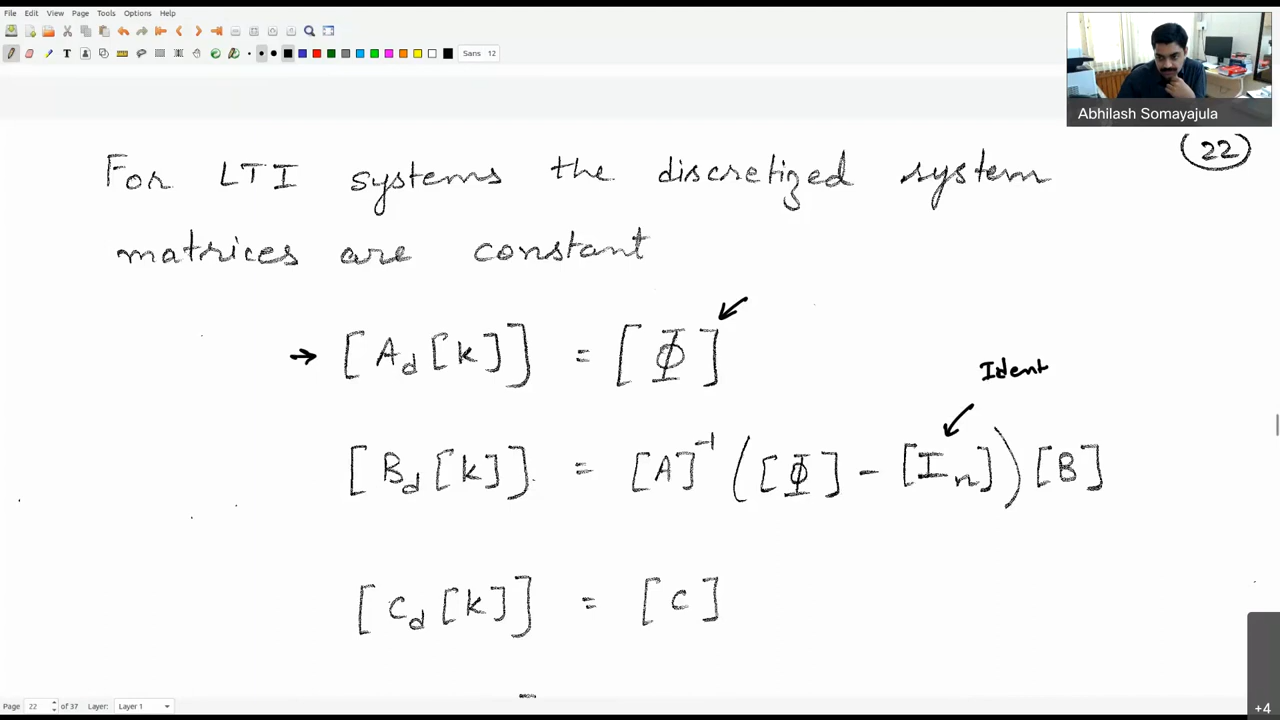 File Edit View Page Tools Options Help
Sans 12
Abhilash Somayajula
22
For LTI systems the discretized system
matrices are constant
→ [A_d[k]] = [Φ]
Ident
[B_d[k]] = [A]^-1 ([Φ] - [I_n]) [B]
[C_d[k]] = [C]
Page 22 of 37 Layer: Layer 1
+4